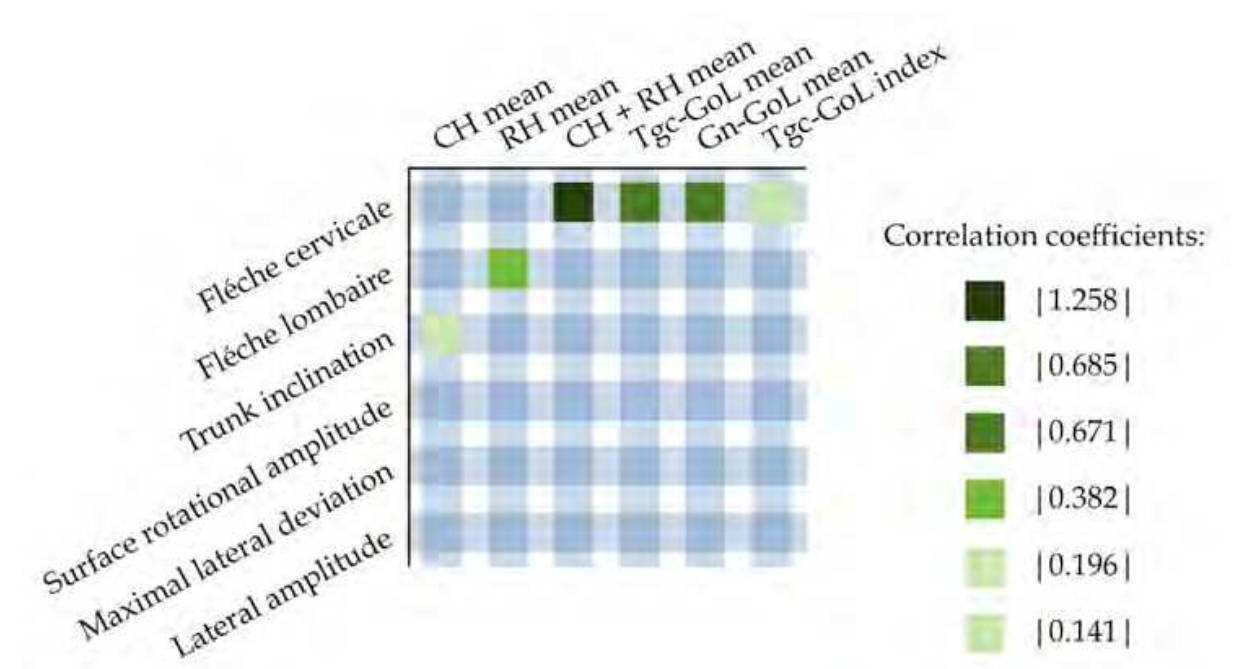 CH mean
RH mean
CH + RH mean
Tgc-GoL mean
Gn-GoL mean
Tgc-GoL index
Fléche cervicale
Fléche lombaire
Trunk inclination
Surface rotational amplitude
Maximal lateral deviation
Lateral amplitude
Correlation coefficients:
|1.258|
|0.685|
|0.671|
|0.382|
|0.196|
|0.141|